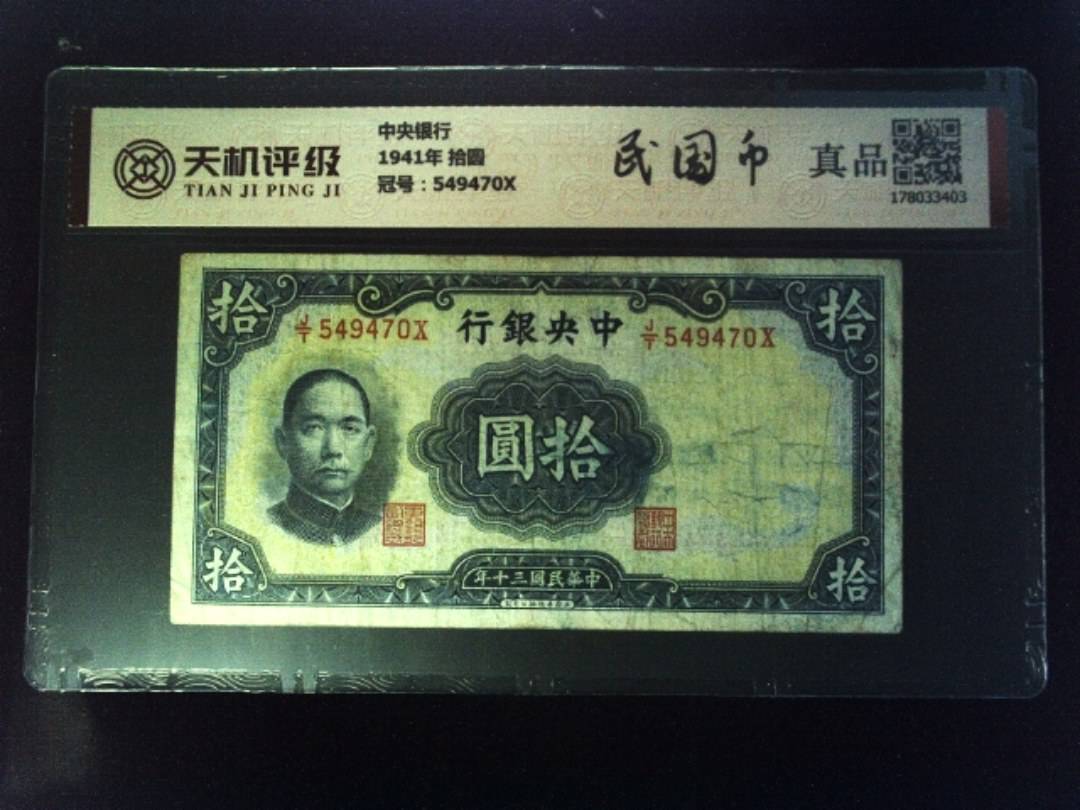 天机评级
TIAN JI PING JI
中央银行
1941年 拾圆
冠号：549470X
民国币
真品
178033403
拾
拾
J/T 549470X
行銀央中
J/T 549470X
圓拾
拾
拾
年十三國民華中